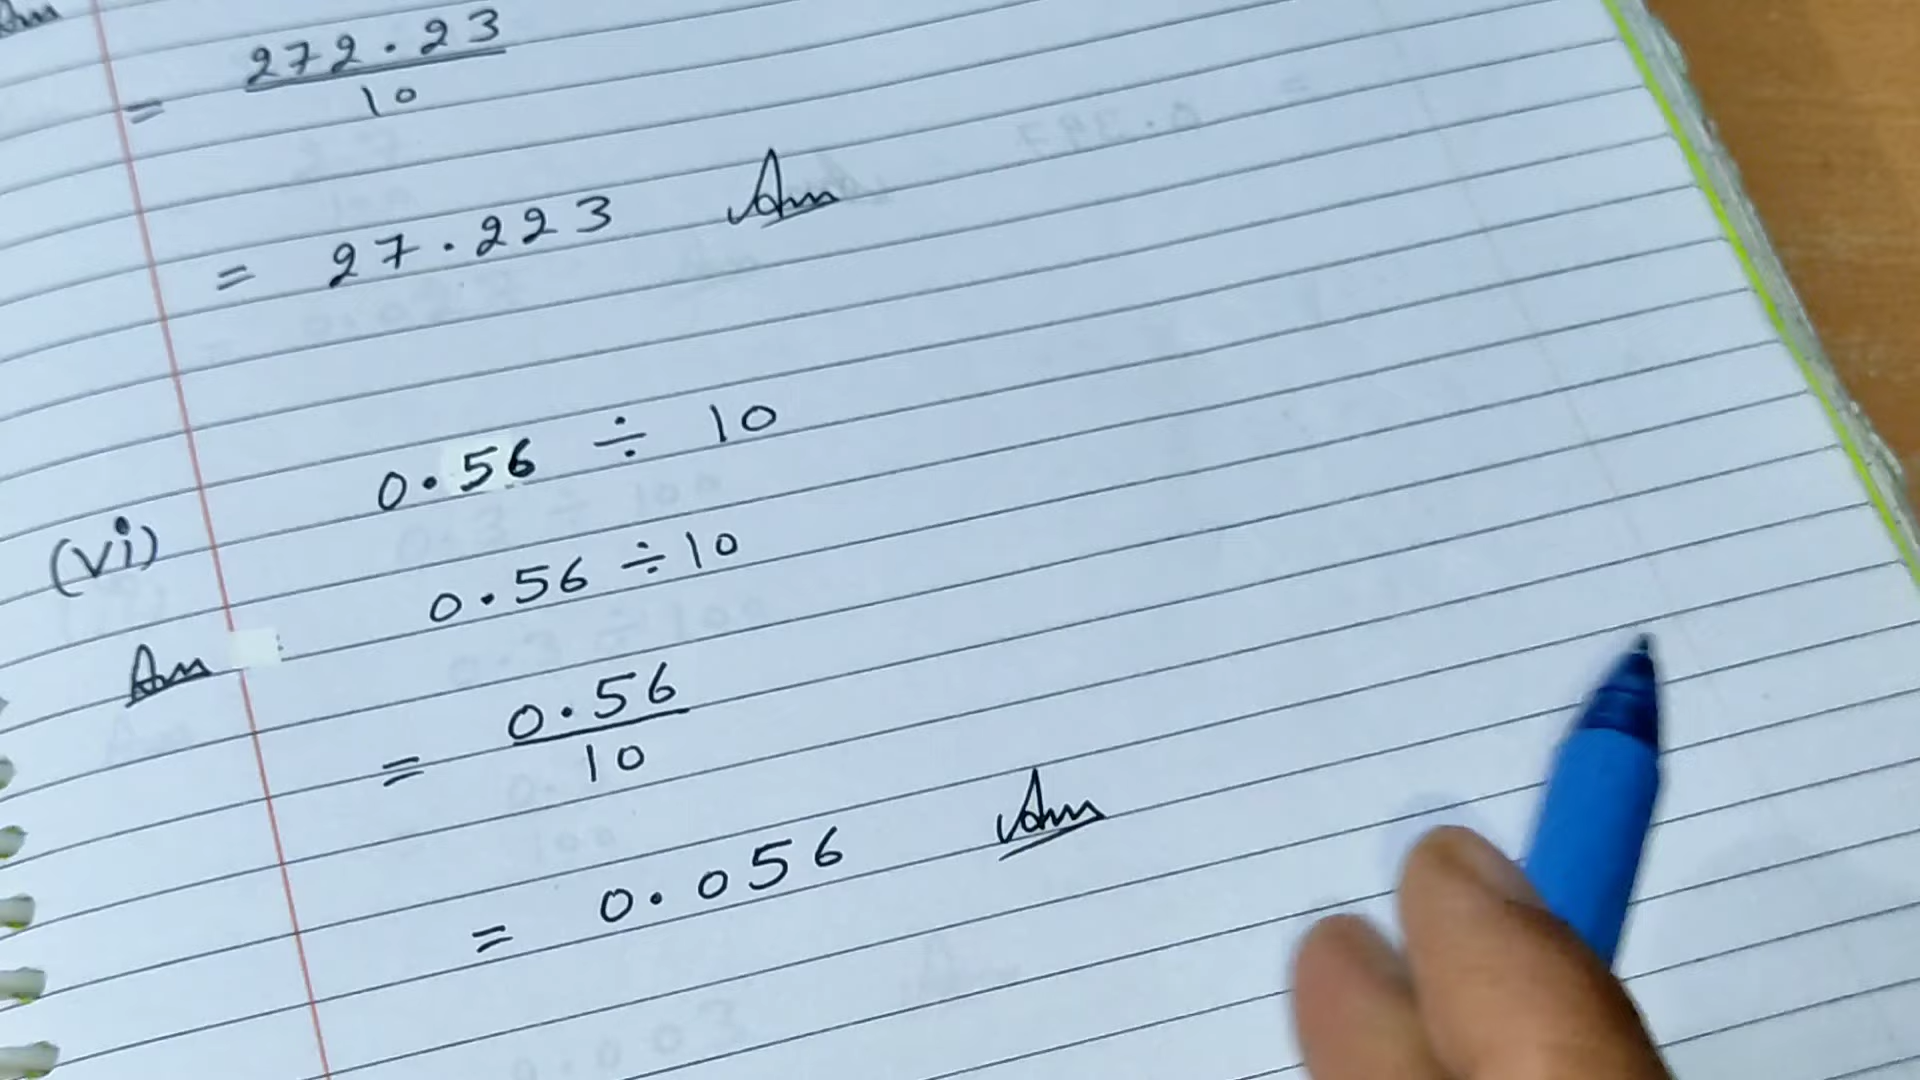 Ans
= 272.23 / 10
= 27.223 Ans
(vi) 0.56 ÷ 10
Ans : 0.56 ÷ 10
= 0.56 / 10
= 0.056 Ans